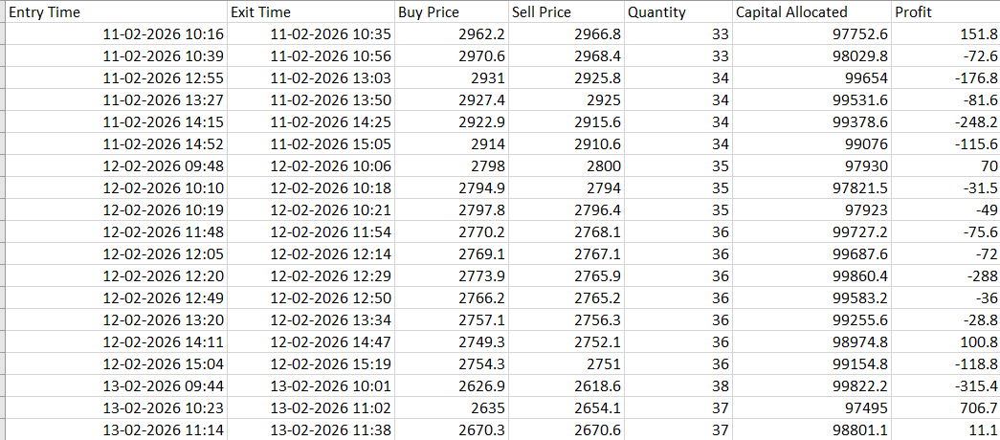 Entry Time Exit Time Buy Price Sell Price Quantity Capital Allocated Profit
11-02-2026 10:16 11-02-2026 10:35 2962.2 2966.8 33 97752.6 151.8
11-02-2026 10:39 11-02-2026 10:56 2970.6 2968.4 33 98029.8 -72.6
11-02-2026 12:55 11-02-2026 13:03 2931 2925.8 34 99654 -176.8
11-02-2026 13:27 11-02-2026 13:50 2927.4 2925 34 99531.6 -81.6
11-02-2026 14:15 11-02-2026 14:25 2922.9 2915.6 34 99378.6 -248.2
11-02-2026 14:52 11-02-2026 15:05 2914 2910.6 34 99076 -115.6
12-02-2026 09:48 12-02-2026 10:06 2798 2800 35 97930 70
12-02-2026 10:10 12-02-2026 10:18 2794.9 2794 35 97821.5 -31.5
12-02-2026 10:19 12-02-2026 10:21 2797.8 2796.4 35 97923 -49
12-02-2026 11:48 12-02-2026 11:54 2770.2 2768.1 36 99727.2 -75.6
12-02-2026 12:05 12-02-2026 12:14 2769.1 2767.1 36 99687.6 -72
12-02-2026 12:20 12-02-2026 12:29 2773.9 2765.9 36 99860.4 -288
12-02-2026 12:49 12-02-2026 12:50 2766.2 2765.2 36 99583.2 -36
12-02-2026 13:20 12-02-2026 13:34 2757.1 2756.3 36 99255.6 -28.8
12-02-2026 14:11 12-02-2026 14:47 2749.3 2752.1 36 98974.8 100.8
12-02-2026 15:04 12-02-2026 15:19 2754.3 2751 36 99154.8 -118.8
13-02-2026 09:44 13-02-2026 10:01 2626.9 2618.6 38 99822.2 -315.4
13-02-2026 10:23 13-02-2026 11:02 2635 2654.1 37 97495 706.7
13-02-2026 11:14 13-02-2026 11:38 2670.3 2670.6 37 98801.1 11.1